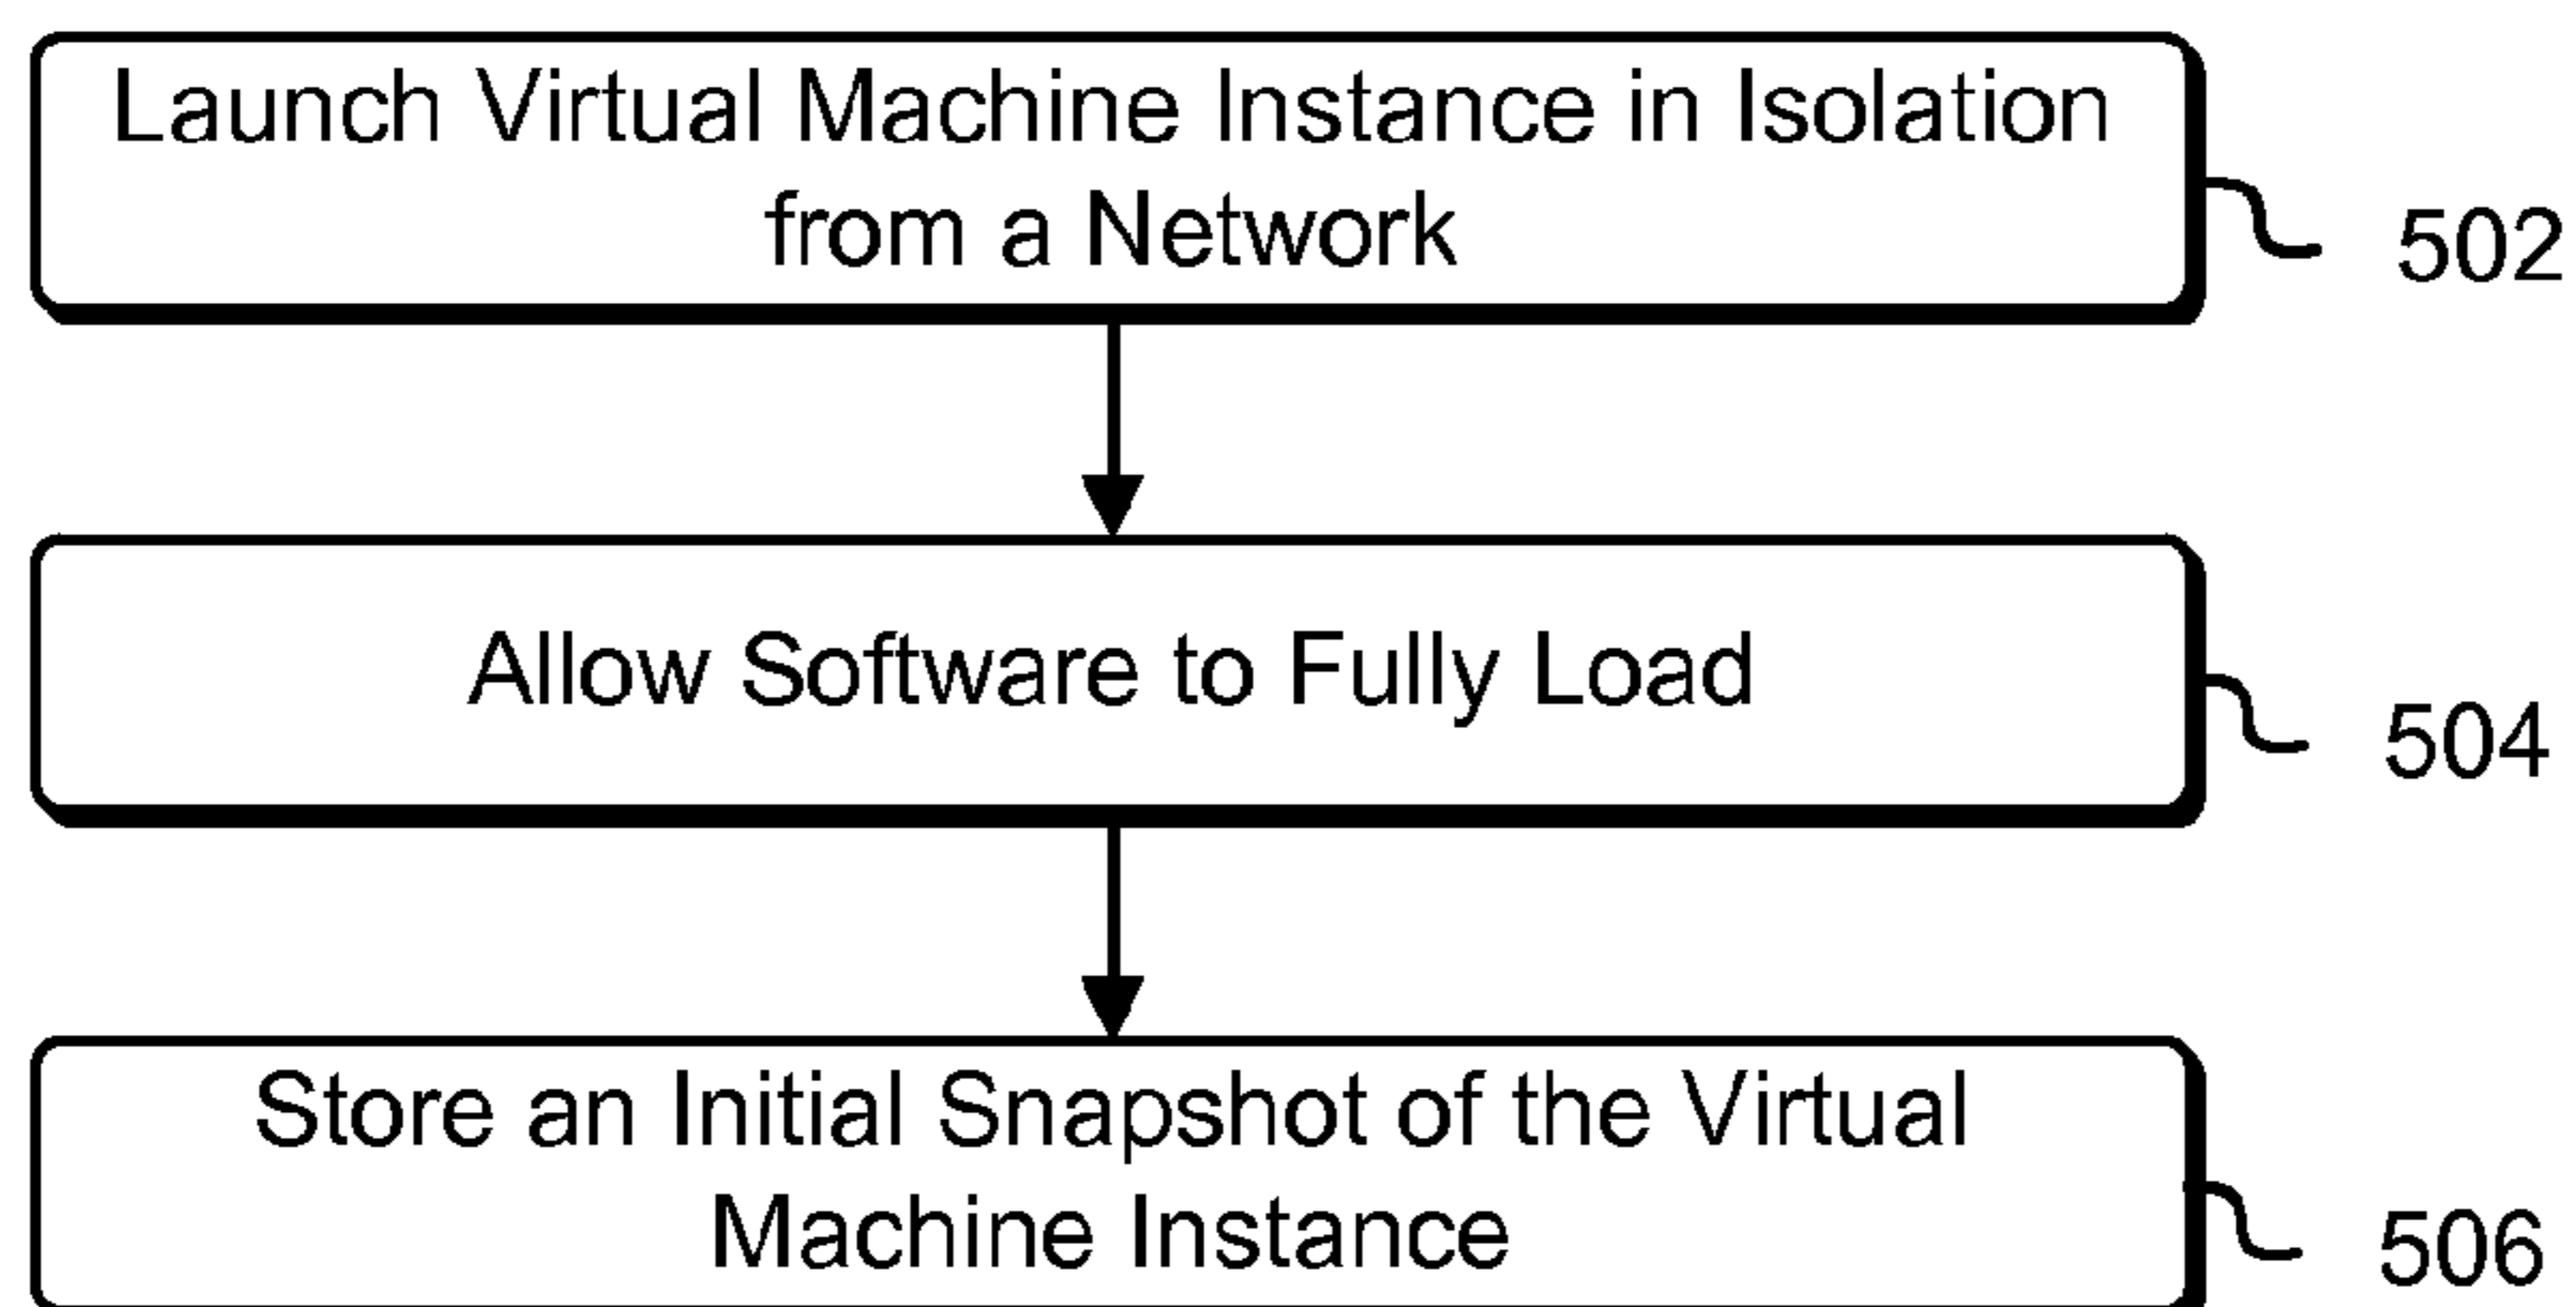 Launch Virtual Machine Instance in Isolation
from a Network
502
Allow Software to Fully Load
504
Store an Initial Snapshot of the Virtual
Machine Instance
506